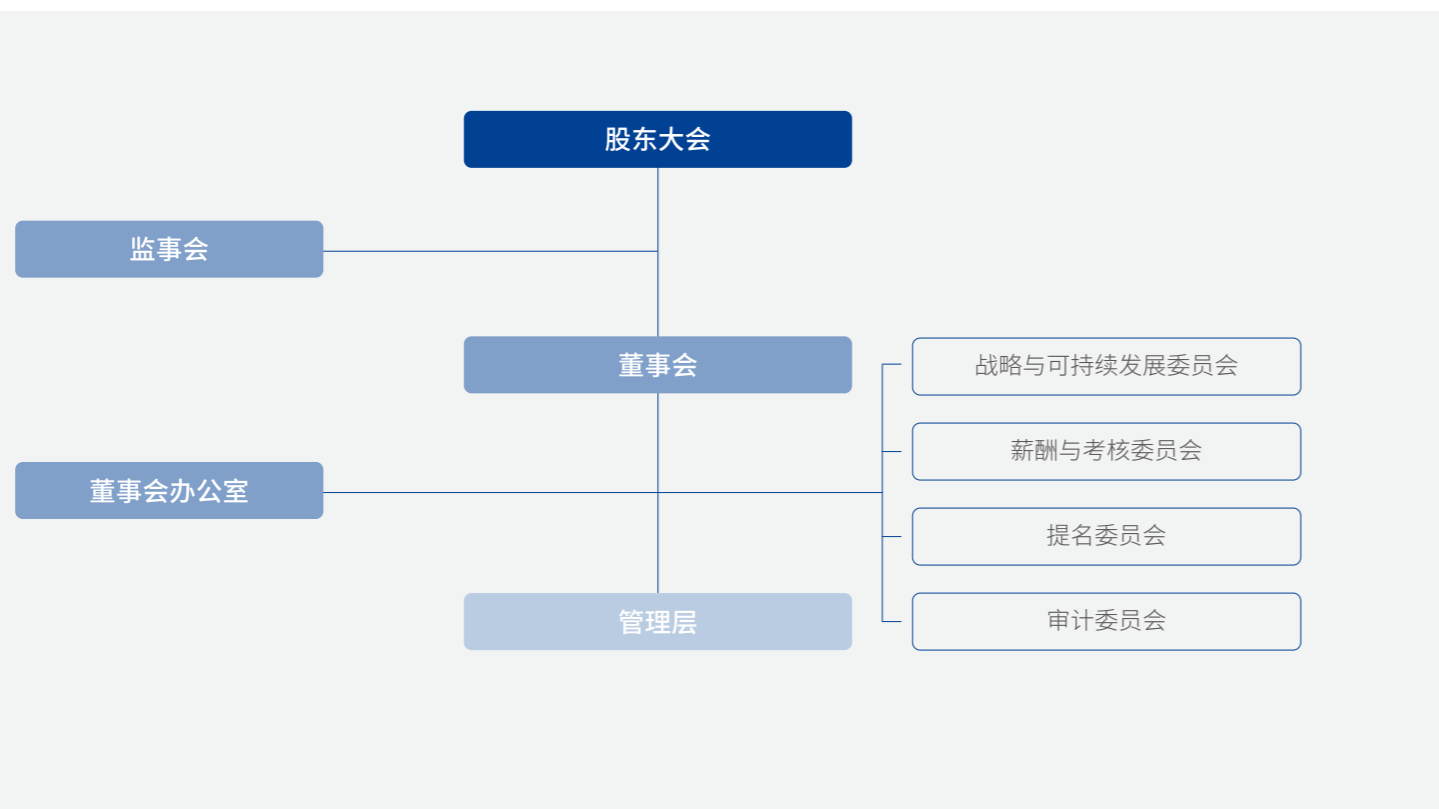 股东大会
监事会
董事会
战略与可持续发展委员会
薪酬与考核委员会
董事会办公室
提名委员会
管理层
审计委员会